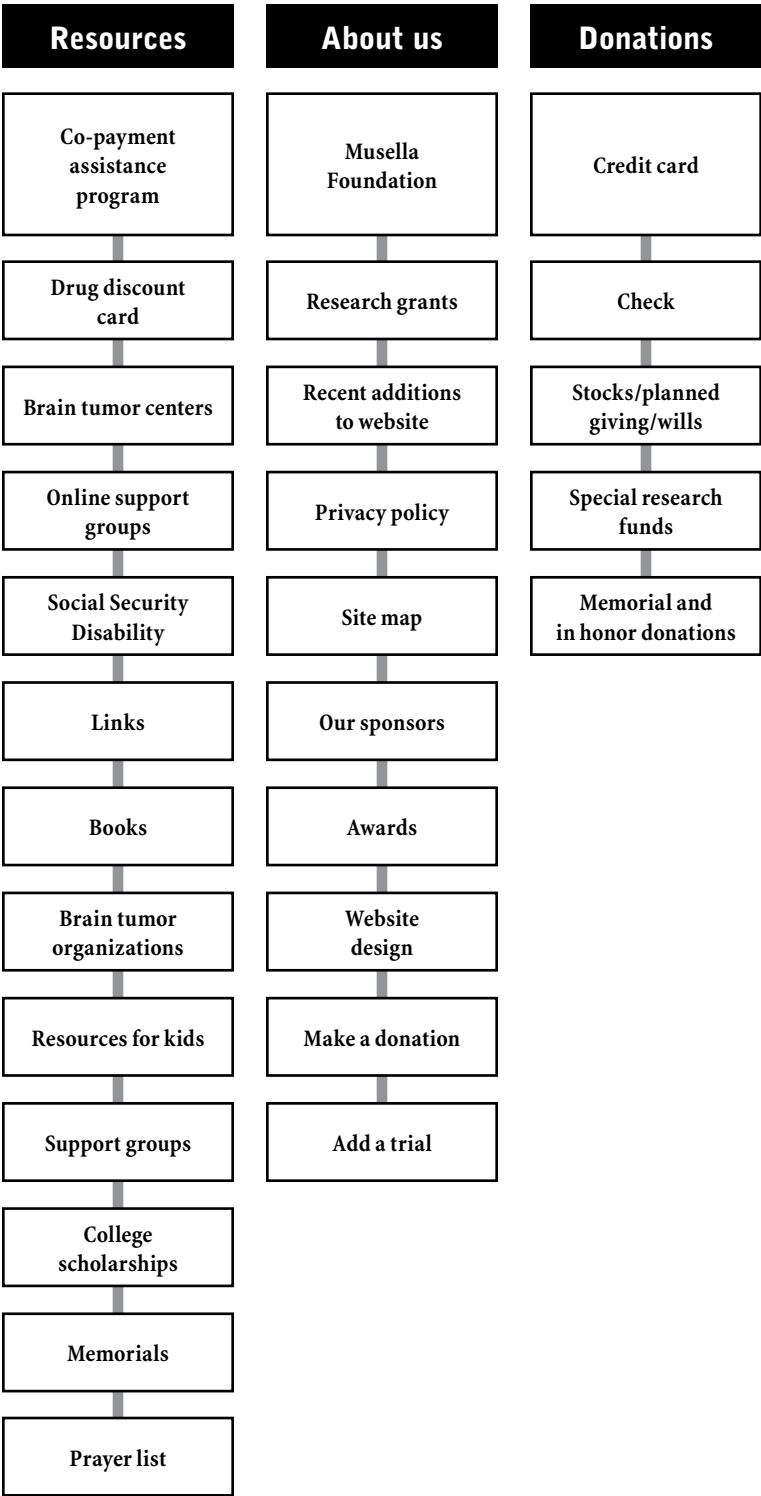 Resources
Co-payment
assistance
program
Drug discount
card
Brain tumor centers
Online support
groups
Social Security
Disability
Links
Books
Brain tumor
organizations
Resources for kids
Support groups
College
scholarships
Memorials
Prayer list
About us
Musella
Foundation
Research grants
Recent additions
to website
Privacy policy
Site map
Our sponsors
Awards
Website
design
Make a donation
Add a trial
Donations
Credit card
Check
Stocks/planned
giving/wills
Special research
funds
Memorial and
in honor donations